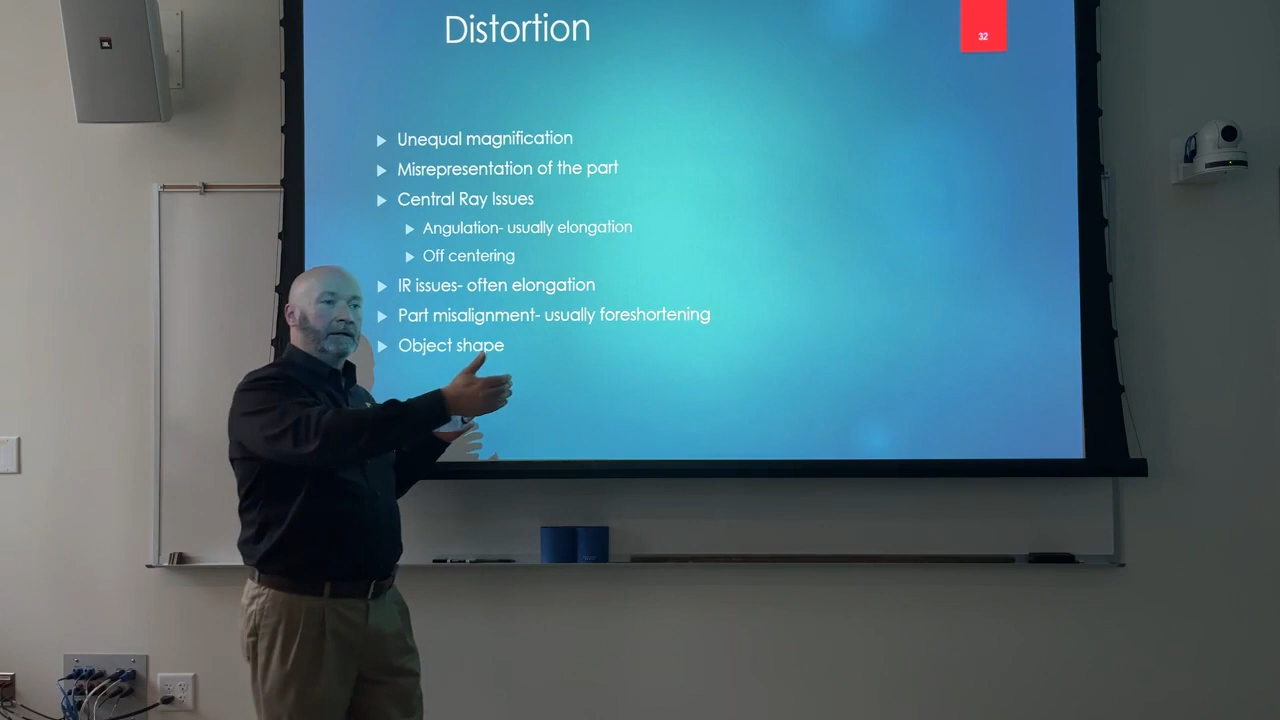 Distortion
32
Unequal magnification
Misrepresentation of the part
Central Ray Issues
Angulation- usually elongation
Off centering
IR issues- often elongation
Part misalignment- usually foreshortening
Object shape
JBL